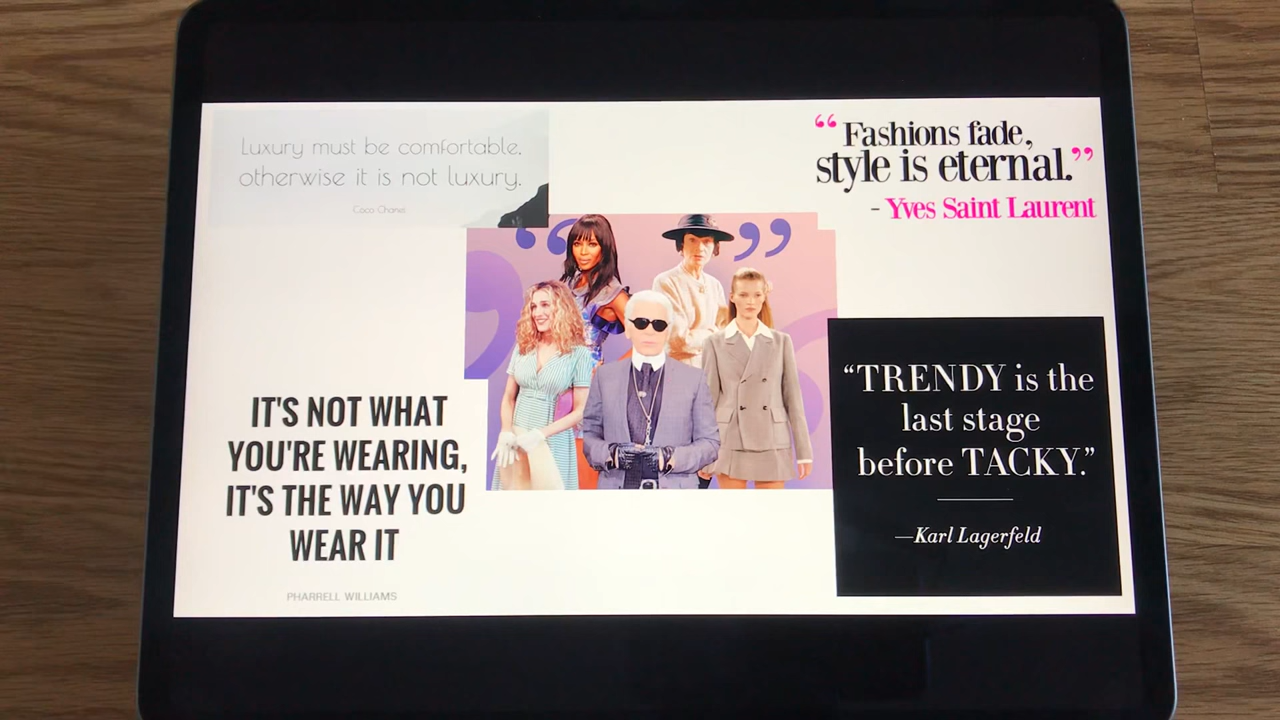 Luxury must be comfortable,
otherwise it is not luxury.
Coco Chanel
“Fashions fade,
style is eternal.”
- Yves Saint Laurent
IT'S NOT WHAT
YOU'RE WEARING,
IT'S THE WAY YOU
WEAR IT
PHARRELL WILLIAMS
“TRENDY is the
last stage
before TACKY.”
—Karl Lagerfeld